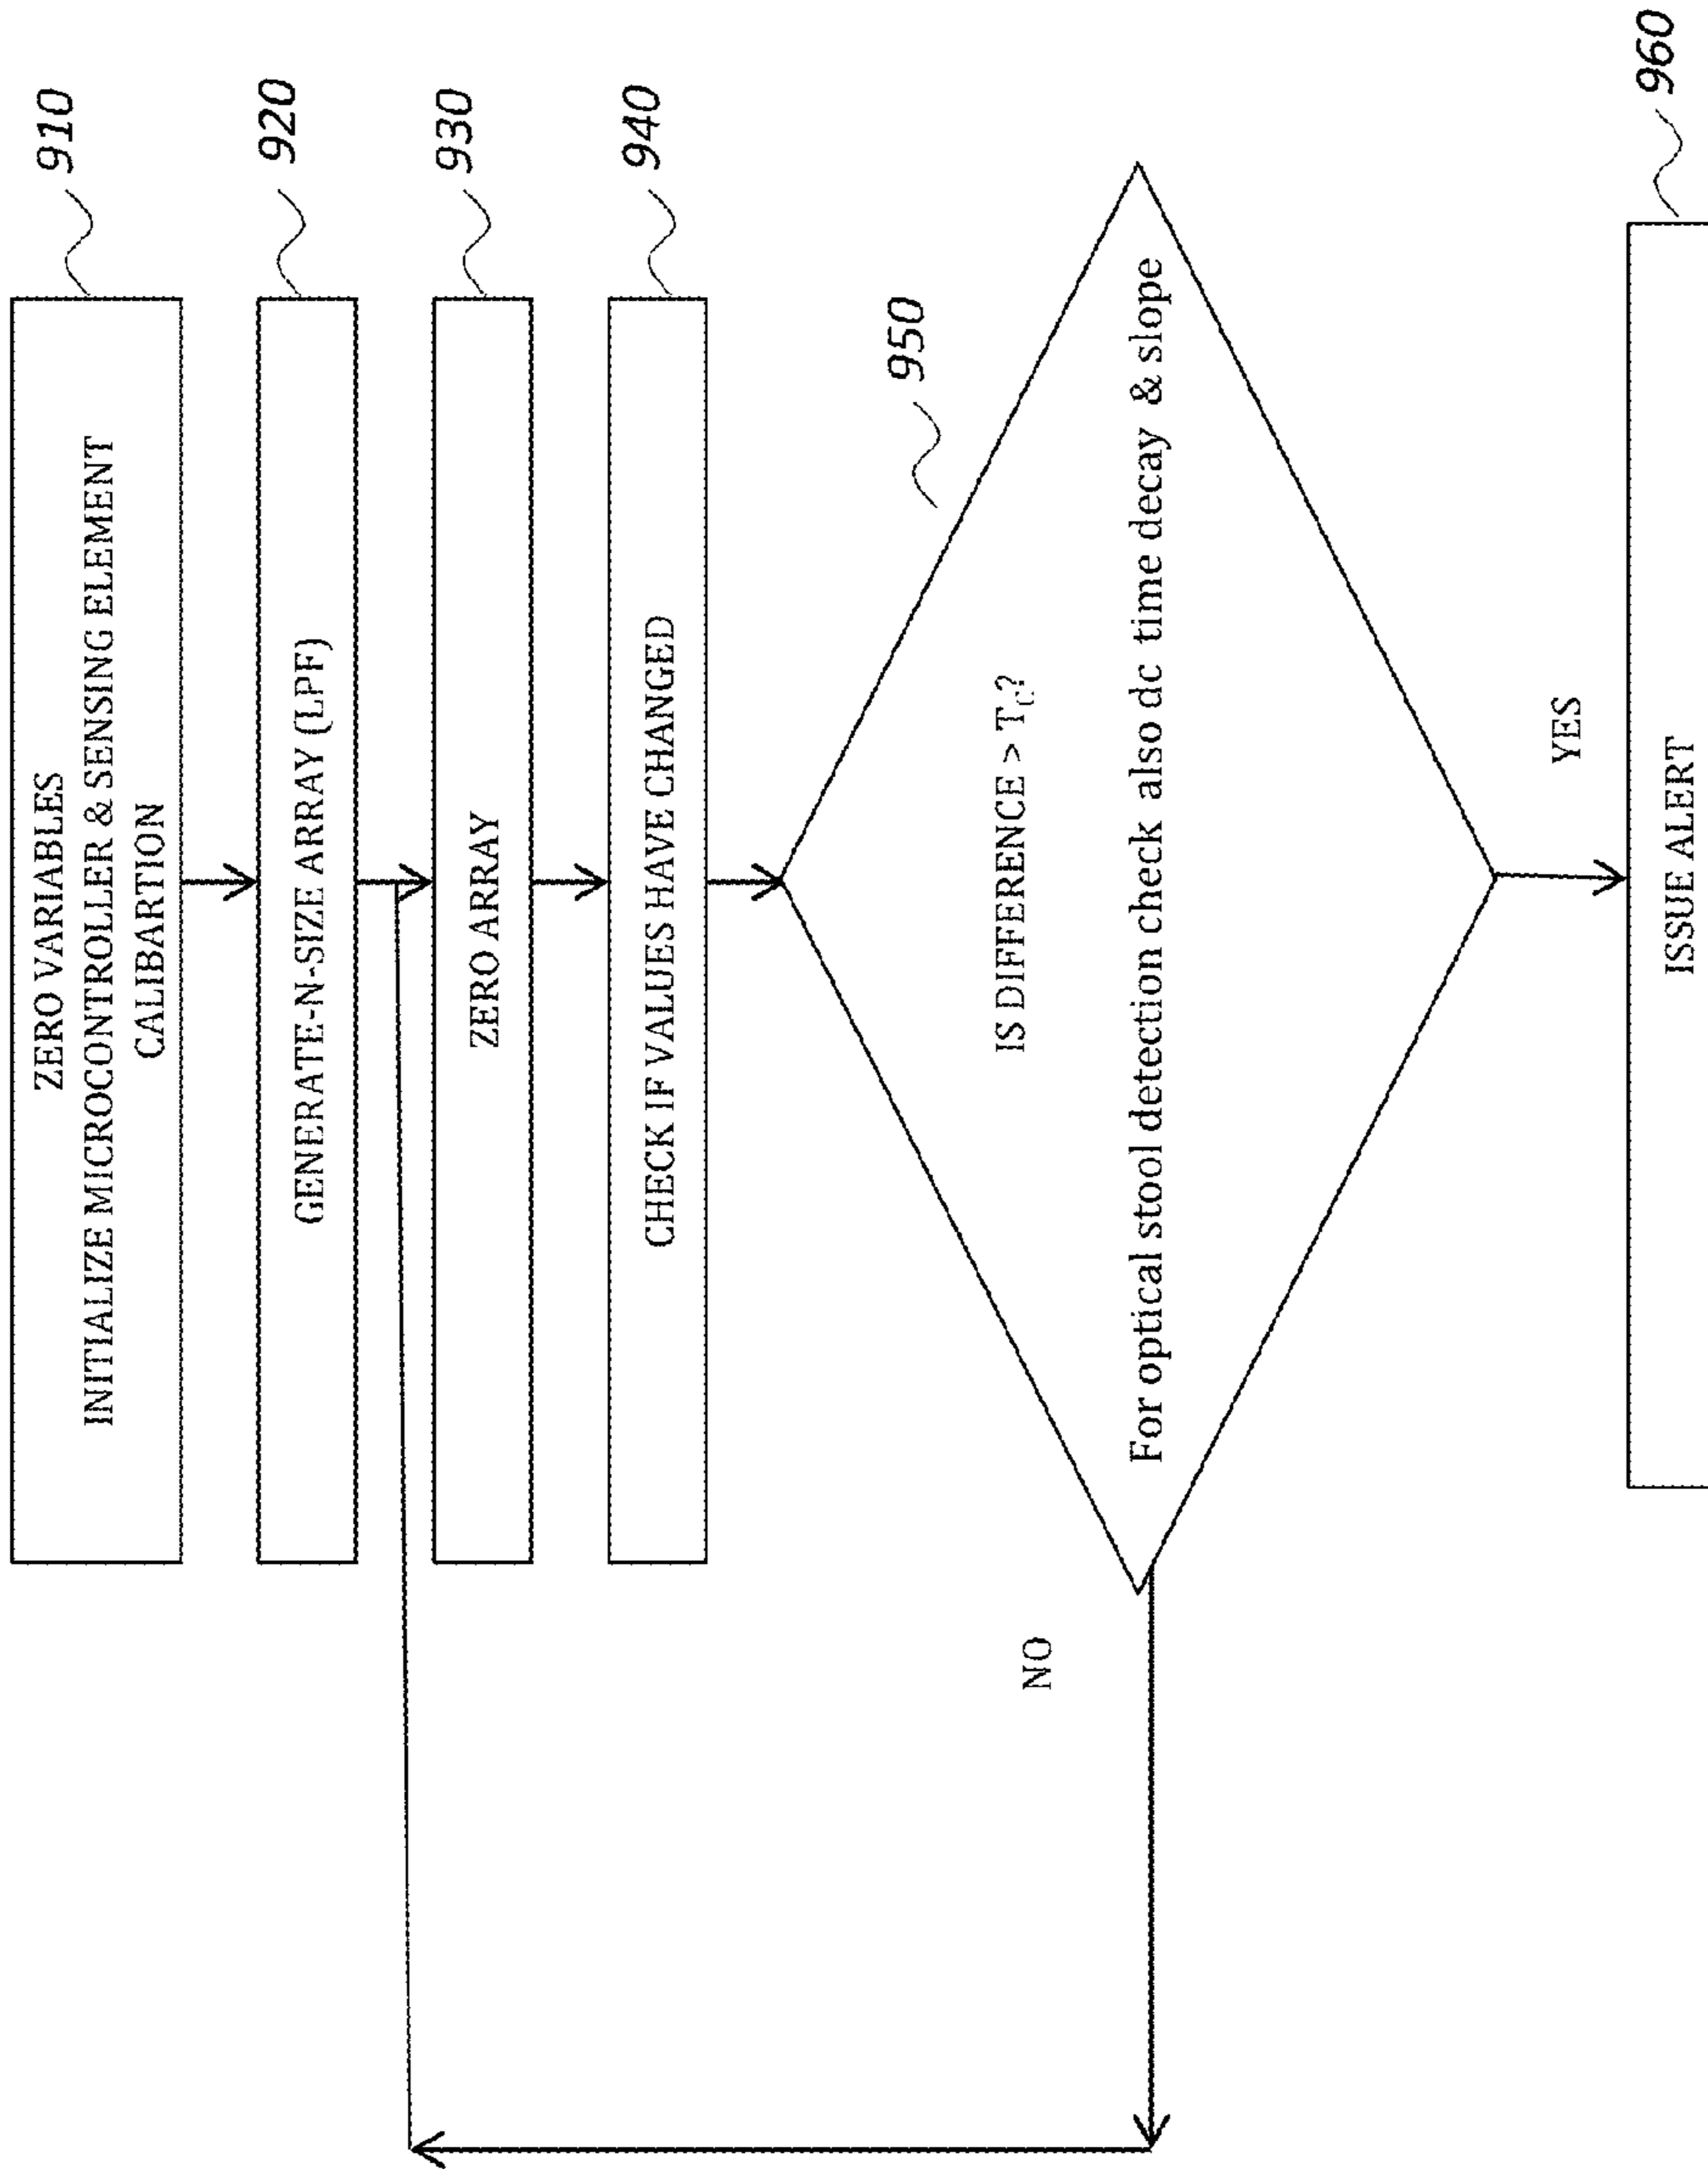 910
ZERO VARIABLES
INITIALIZE MICROCONTROLLER & SENSING ELEMENT
CALIBARTION
920
GENERATE-N-SIZE ARRAY (LPF)
930
ZERO ARRAY
940
CHECK IF VALUES HAVE CHANGED
950
IS DIFFERENCE > TC?
For optical stool detection check also dc time decay & slope
NO
YES
960
ISSUE ALERT